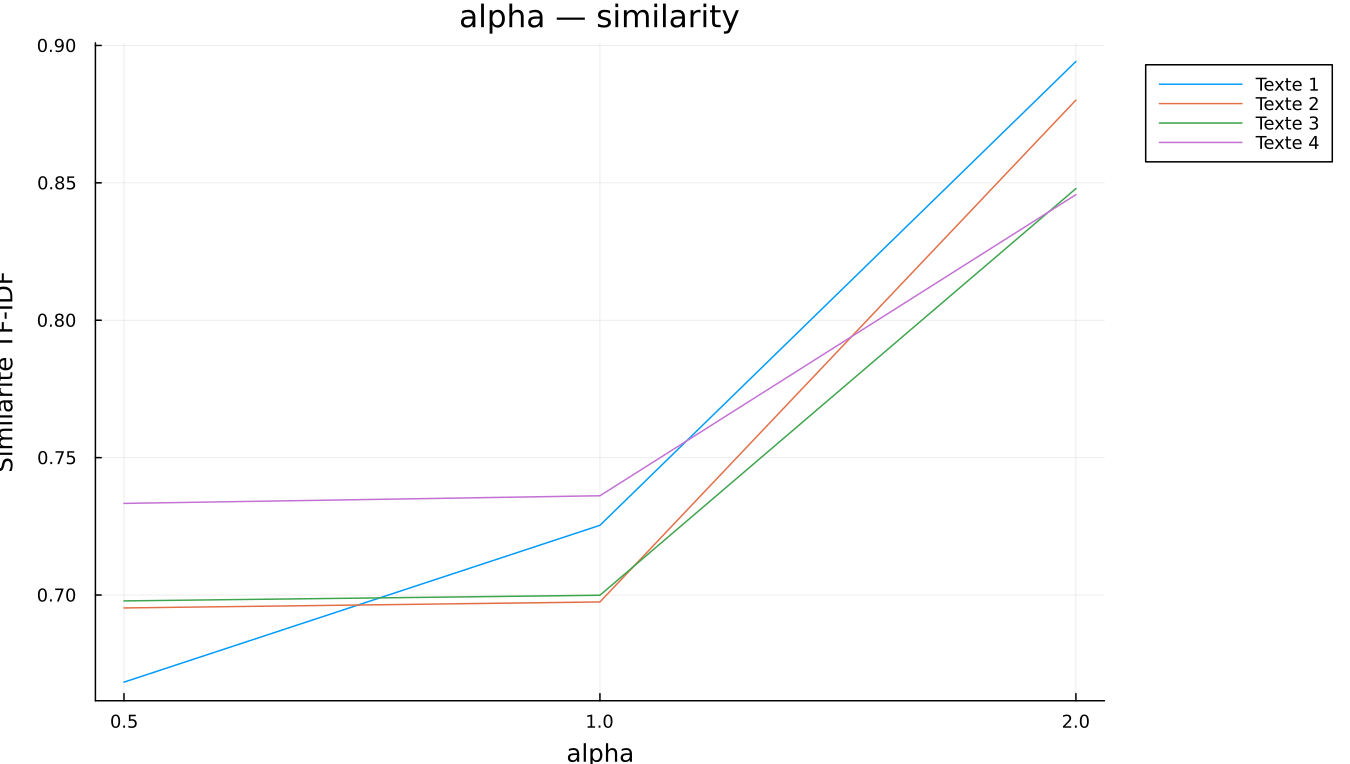 alpha — similarity
0.90
0.85
0.80
0.75
0.70
Similarité TF-IDF
0.5 1.0 2.0
alpha
Texte 1
Texte 2
Texte 3
Texte 4